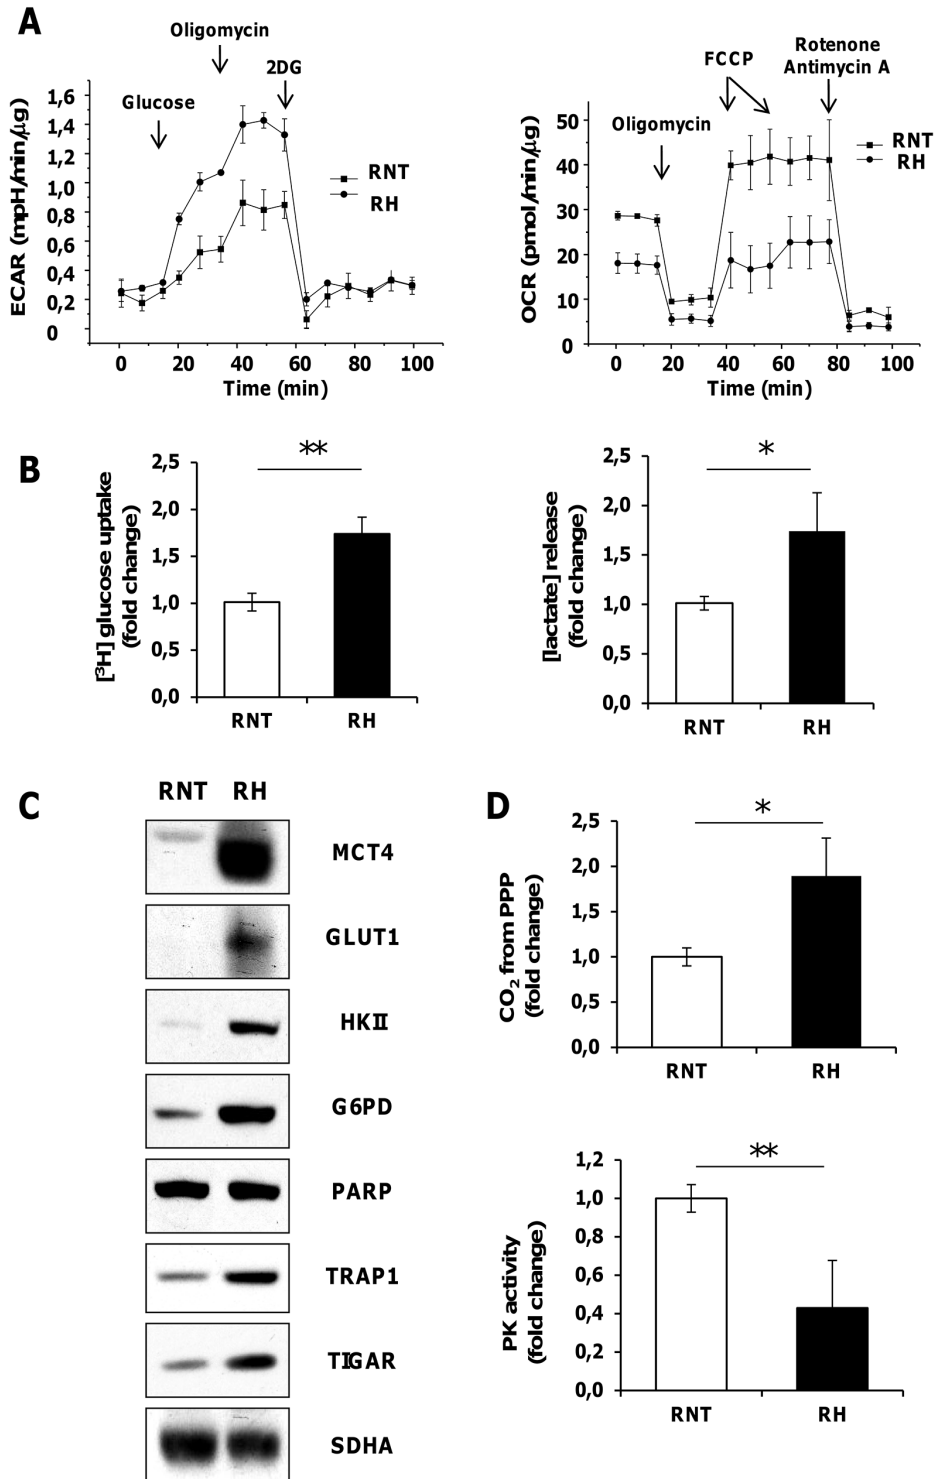 A
Oligomycin
2DG
Glucose
1,6
1,4
1,2
1,0
0,8
0,6
0,4
0,2
0
ECAR (mpH/min/µg)
RNT
RH
0
20
40
60
80
100
Time (min)
Rotenone
Antimycin A
FCCP
Oligomycin
50
40
30
20
10
0
OCR (pmol/min/µg)
RNT
RH
0
20
40
60
80
100
Time (min)
B
**
2,5
2,0
1,5
1,0
0,5
0,0
[³H] glucose uptake
(fold change)
RNT
RH
*
2,5
2,0
1,5
1,0
0,5
0,0
[lactate] release
(fold change)
RNT
RH
C
RNT RH
MCT4
GLUT1
HKII
G6PD
PARP
TRAP1
TIGAR
SDHA
D
*
2,5
2,0
1,5
1,0
0,5
0,0
CO₂ from PPP
(fold change)
RNT
RH
**
1,2
1,0
0,8
0,6
0,4
0,2
0,0
PK activity
(fold change)
RNT
RH